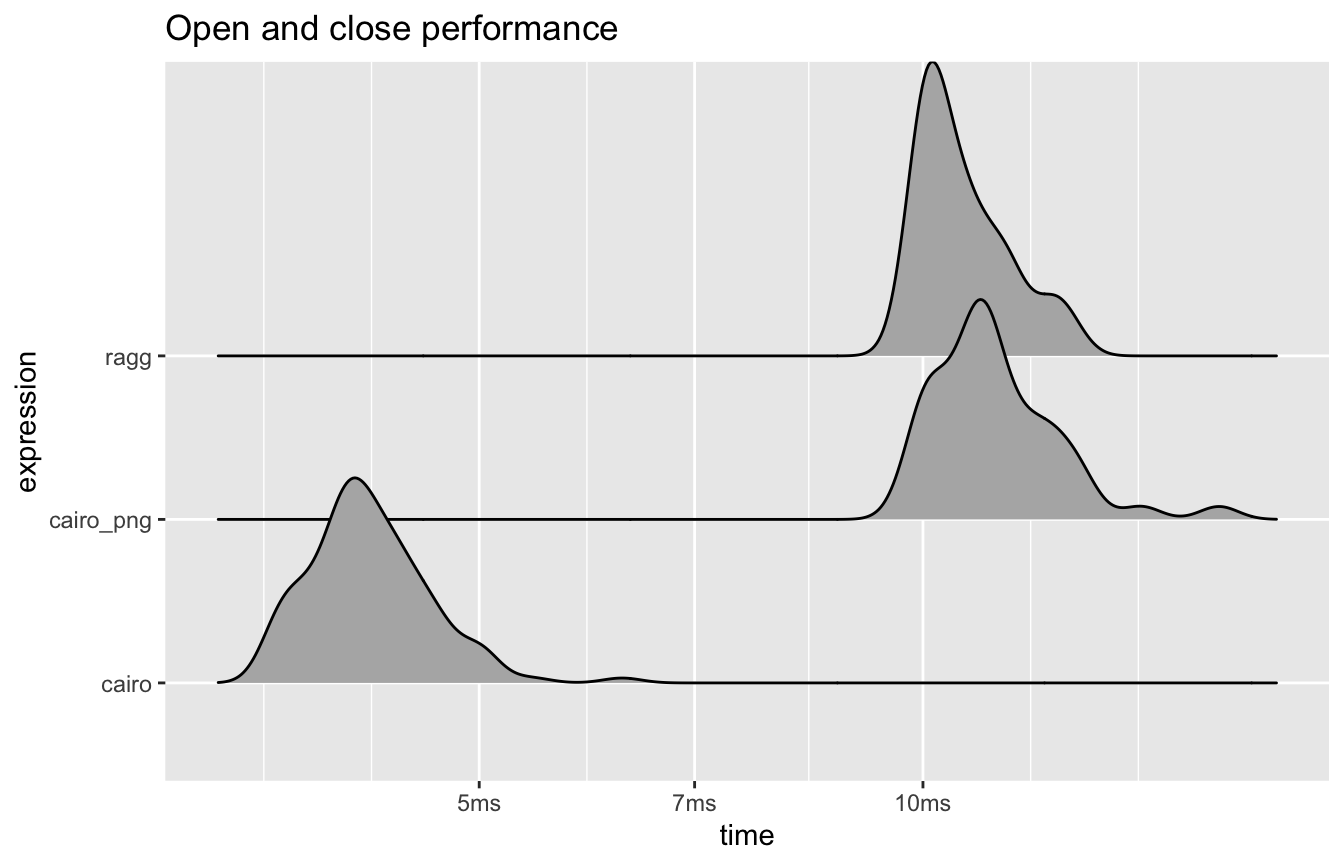 Open and close performance
expression
ragg
cairo_png
cairo
5ms 7ms 10ms
time